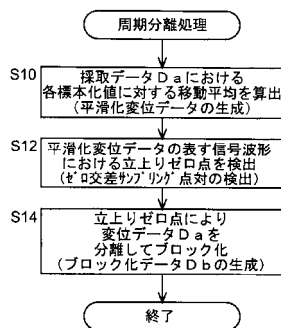 周期分離処理
S10
採取データDaにおける
各標本化値に対する移動平均を算出
(平滑化変位データの生成)
S12
平滑化変位データの表す信号波形
における立上りゼロ点を検出
(ゼロ交差サンプリング点対の検出)
S14
立上りゼロ点により
変位データDaを
分離してブロック化
(ブロック化データDbの生成)
終了